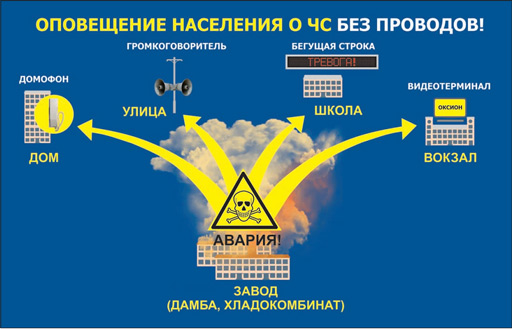 ОПОВЕЩЕНИЕ НАСЕЛЕНИЯ О ЧС БЕЗ ПРОВОДОВ!
ГРОМКОГОВОРИТЕЛЬ
БЕГУЩАЯ СТРОКА
ТРЕВОГА!
ДОМОФОН
ВИДЕОТЕРМИНАЛ
ОКСИОН
УЛИЦА
ШКОЛА
ДОМ
ВОКЗАЛ
АВАРИЯ!
ЗАВОД
(ДАМБА, ХЛАДОКОМБИНАТ)